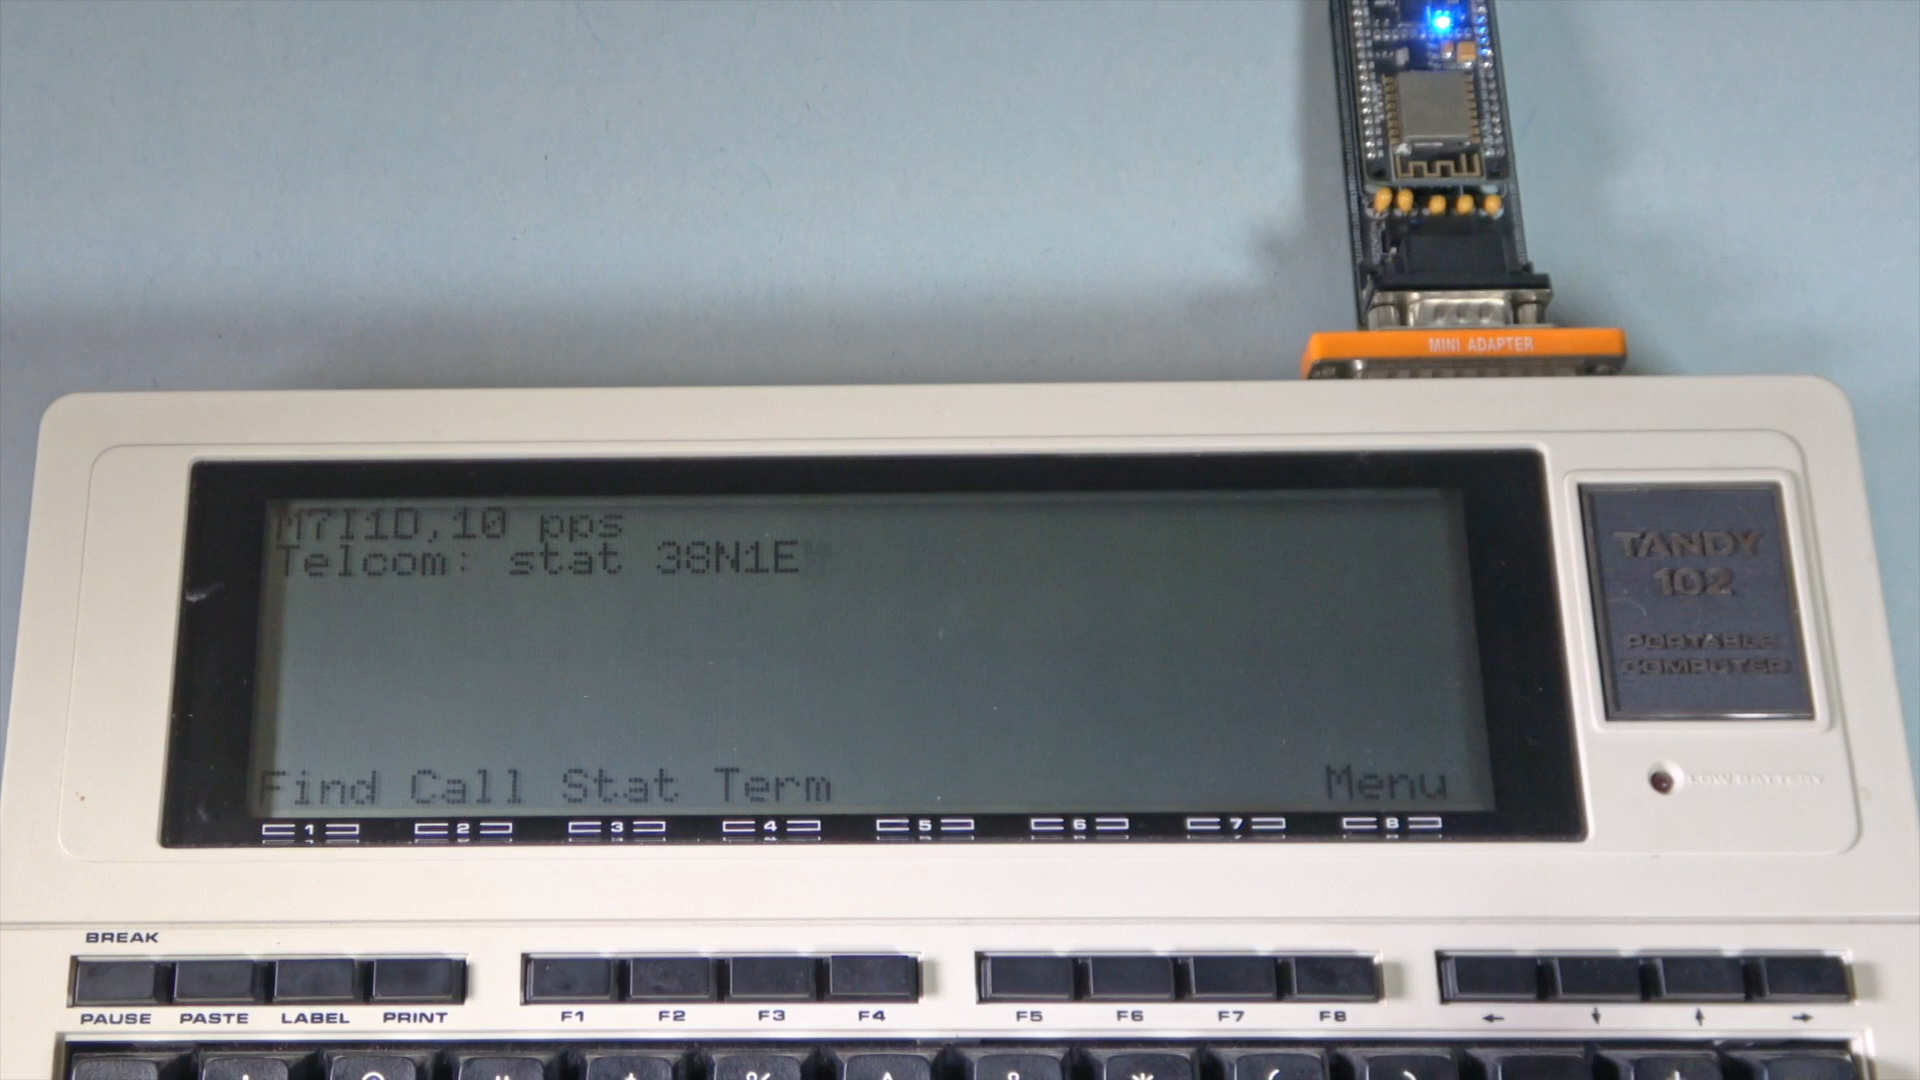 MINI ADAPTER
M7I1D,10 pps
Telcom: stat 38N1E
Find Call Stat Term Menu
1 2 3 4 5 6 7 8
TANDY
102
PORTABLE
COMPUTER
LOW BATTERY
BREAK
PAUSE PASTE LABEL PRINT F1 F2 F3 F4 F5 F6 F7 F8 ← ↓ ↑ →